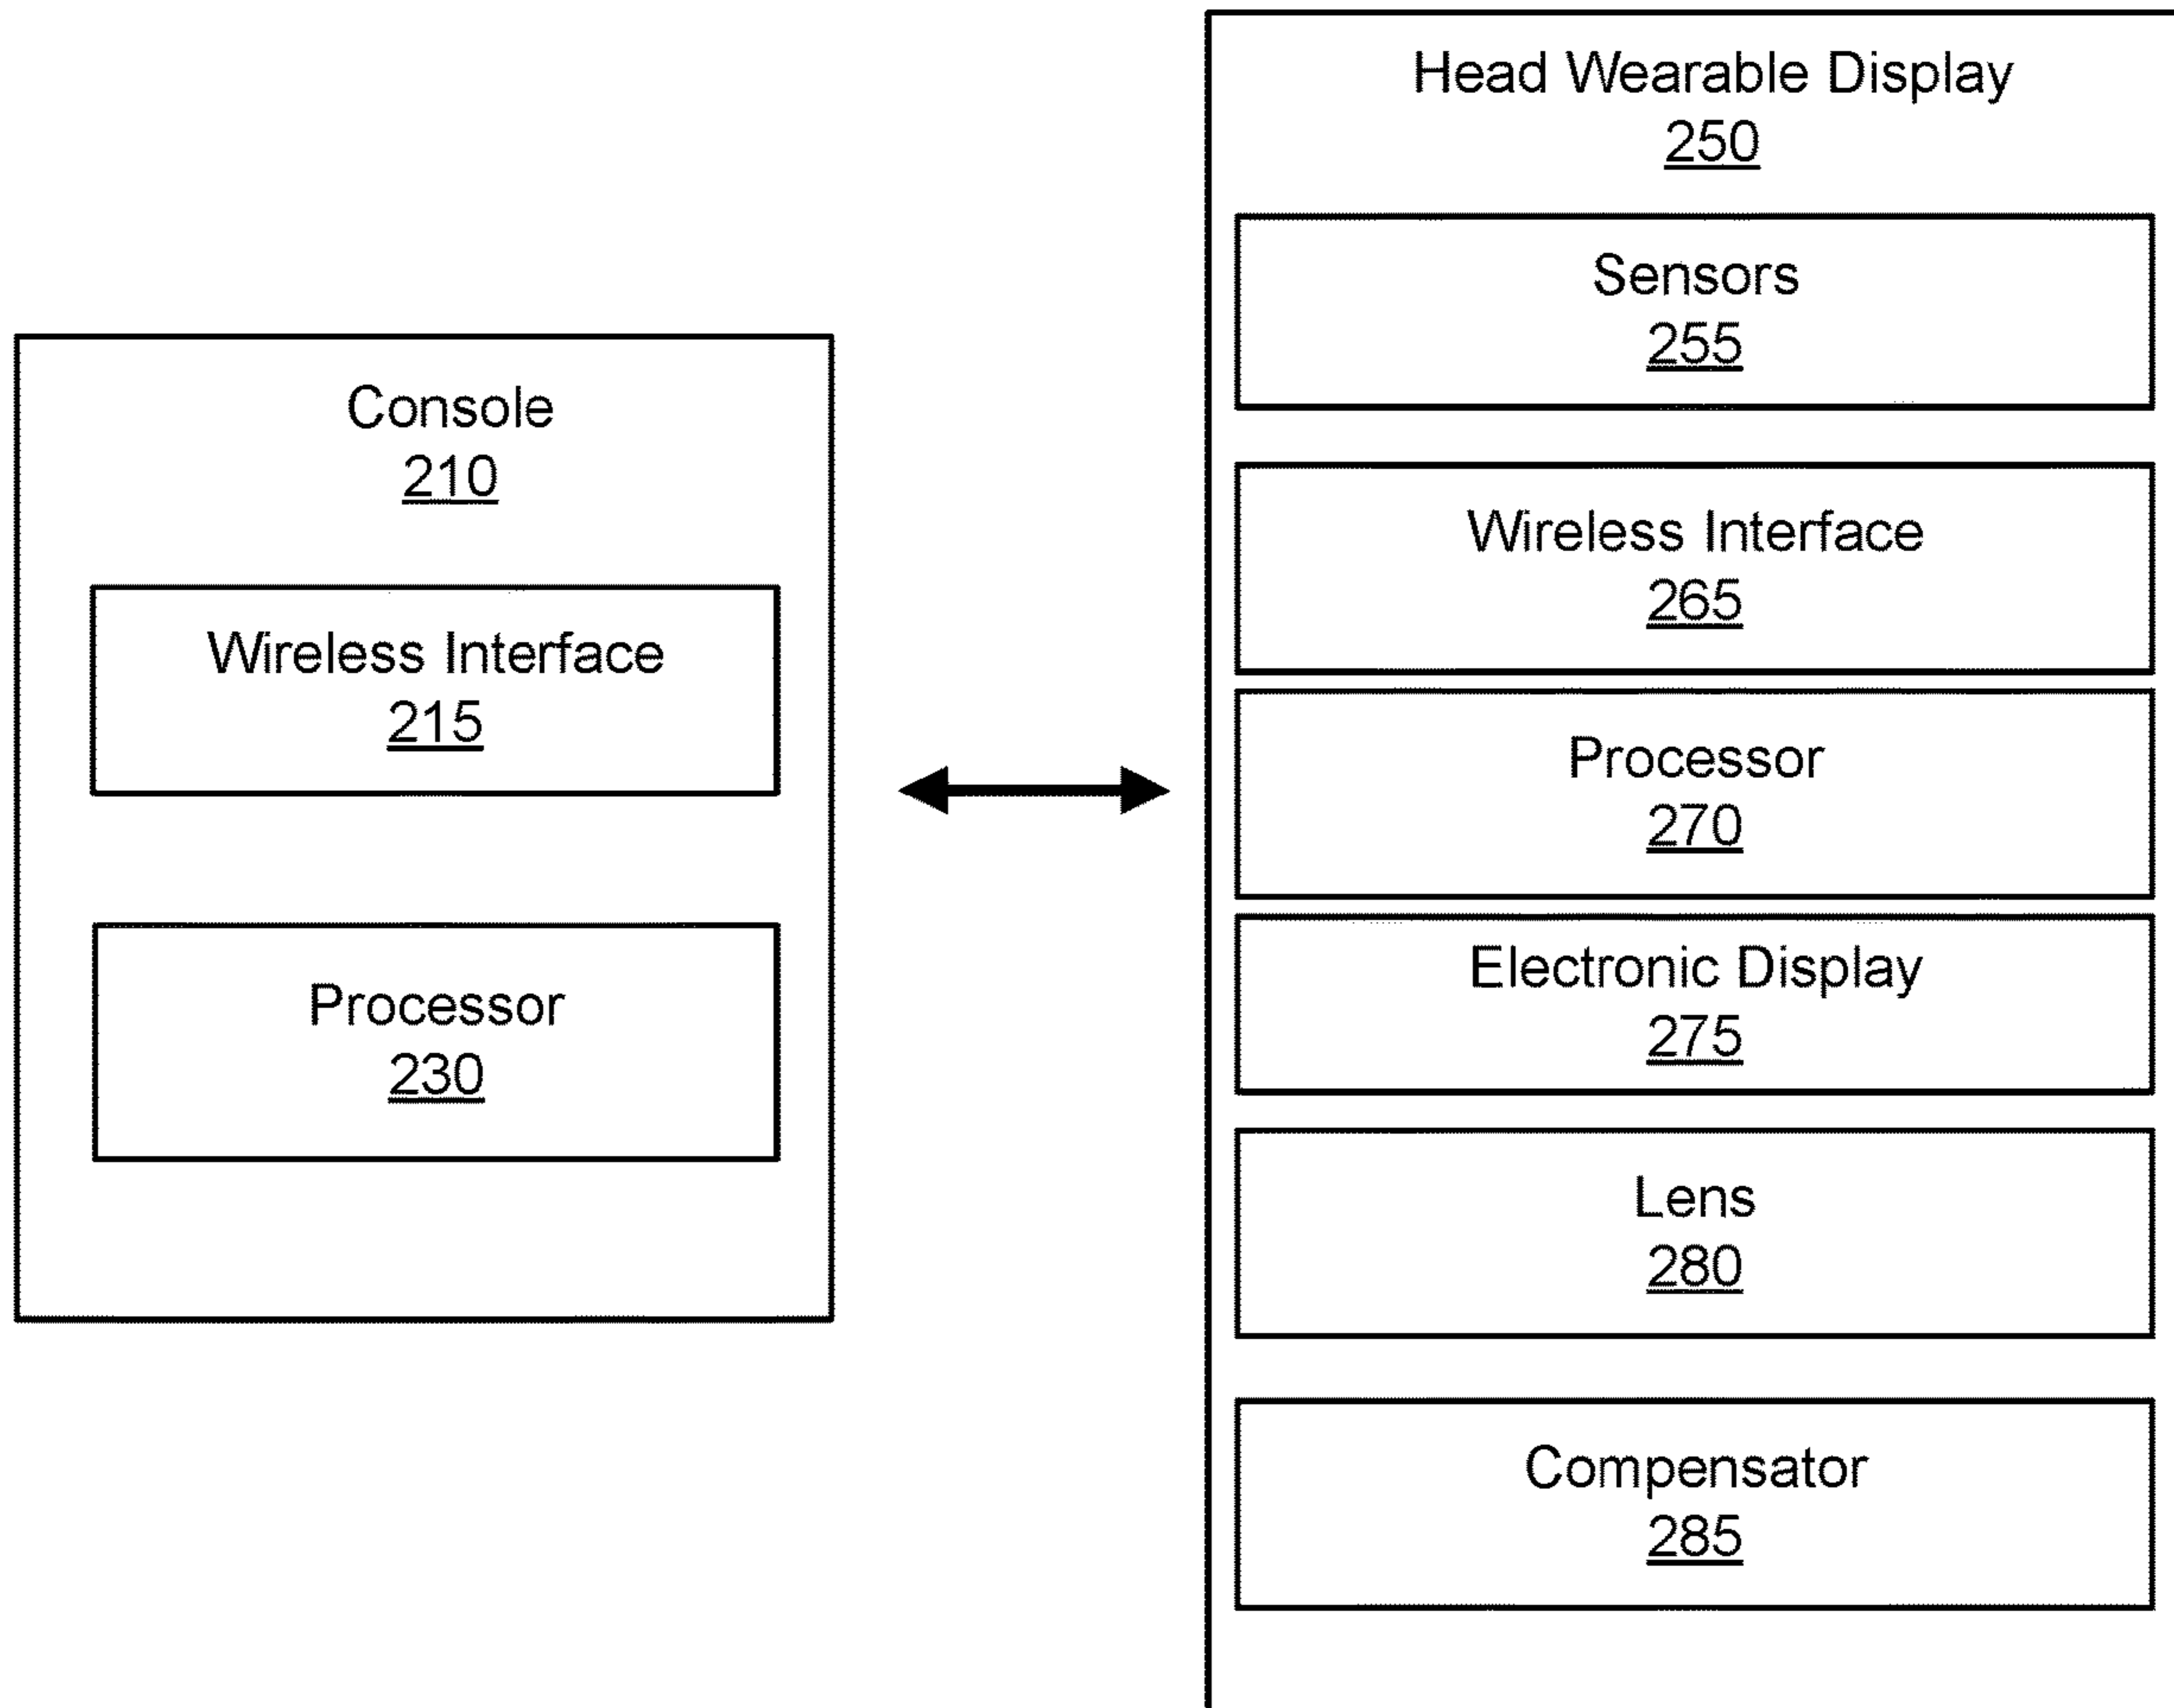 Console
210
Wireless Interface
215
Processor
230
Head Wearable Display
250
Sensors
255
Wireless Interface
265
Processor
270
Electronic Display
275
Lens
280
Compensator
285